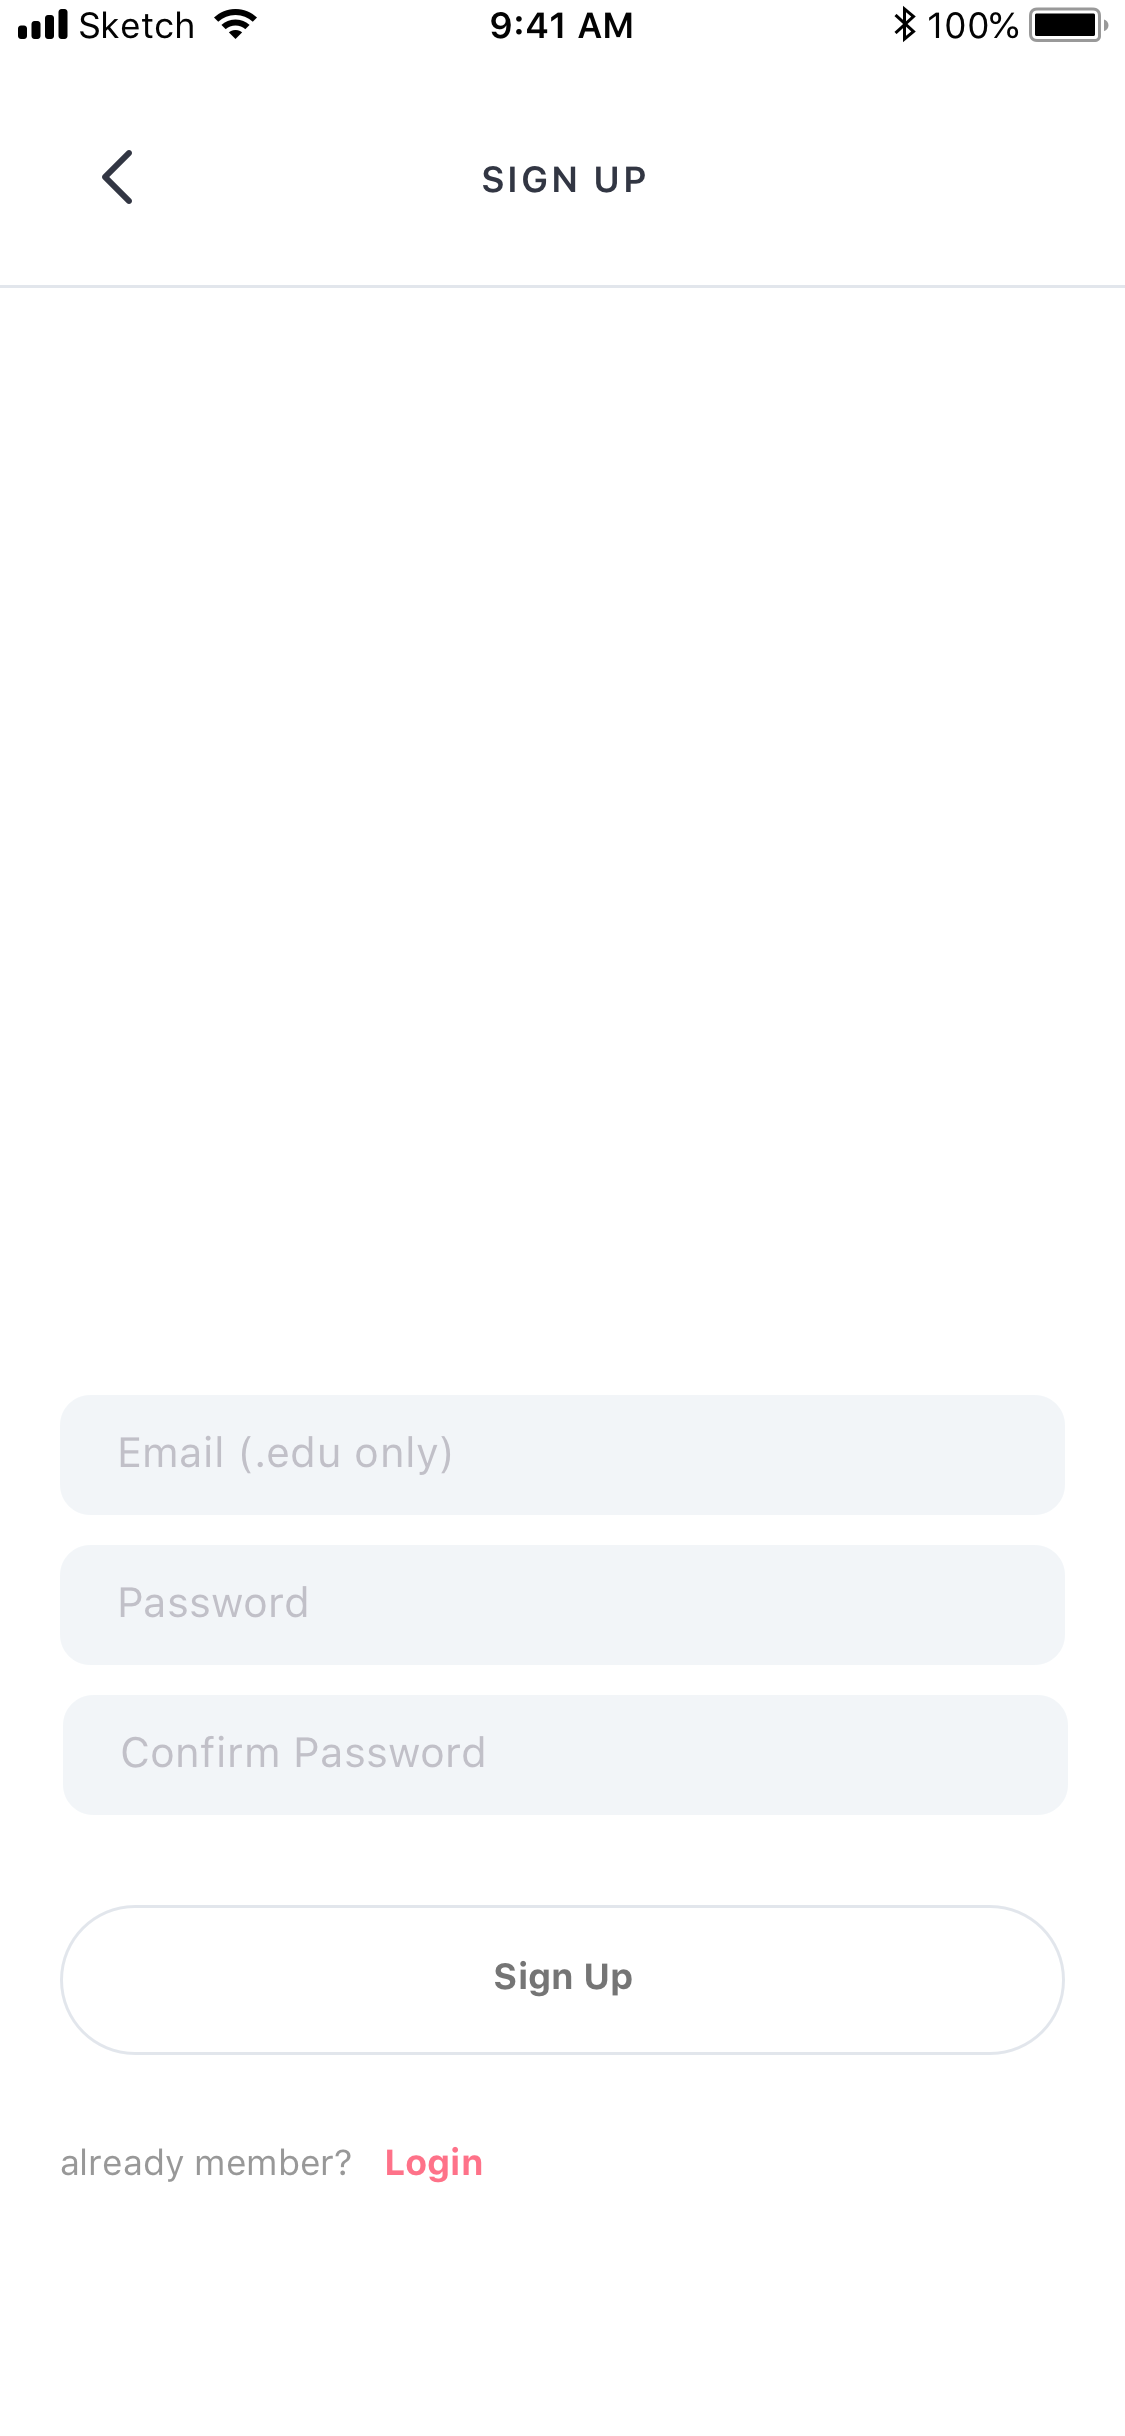 Sketch 9:41 AM 100%
SIGN UP
Email (.edu only)
Password
Confirm Password
Sign Up
already member? Login